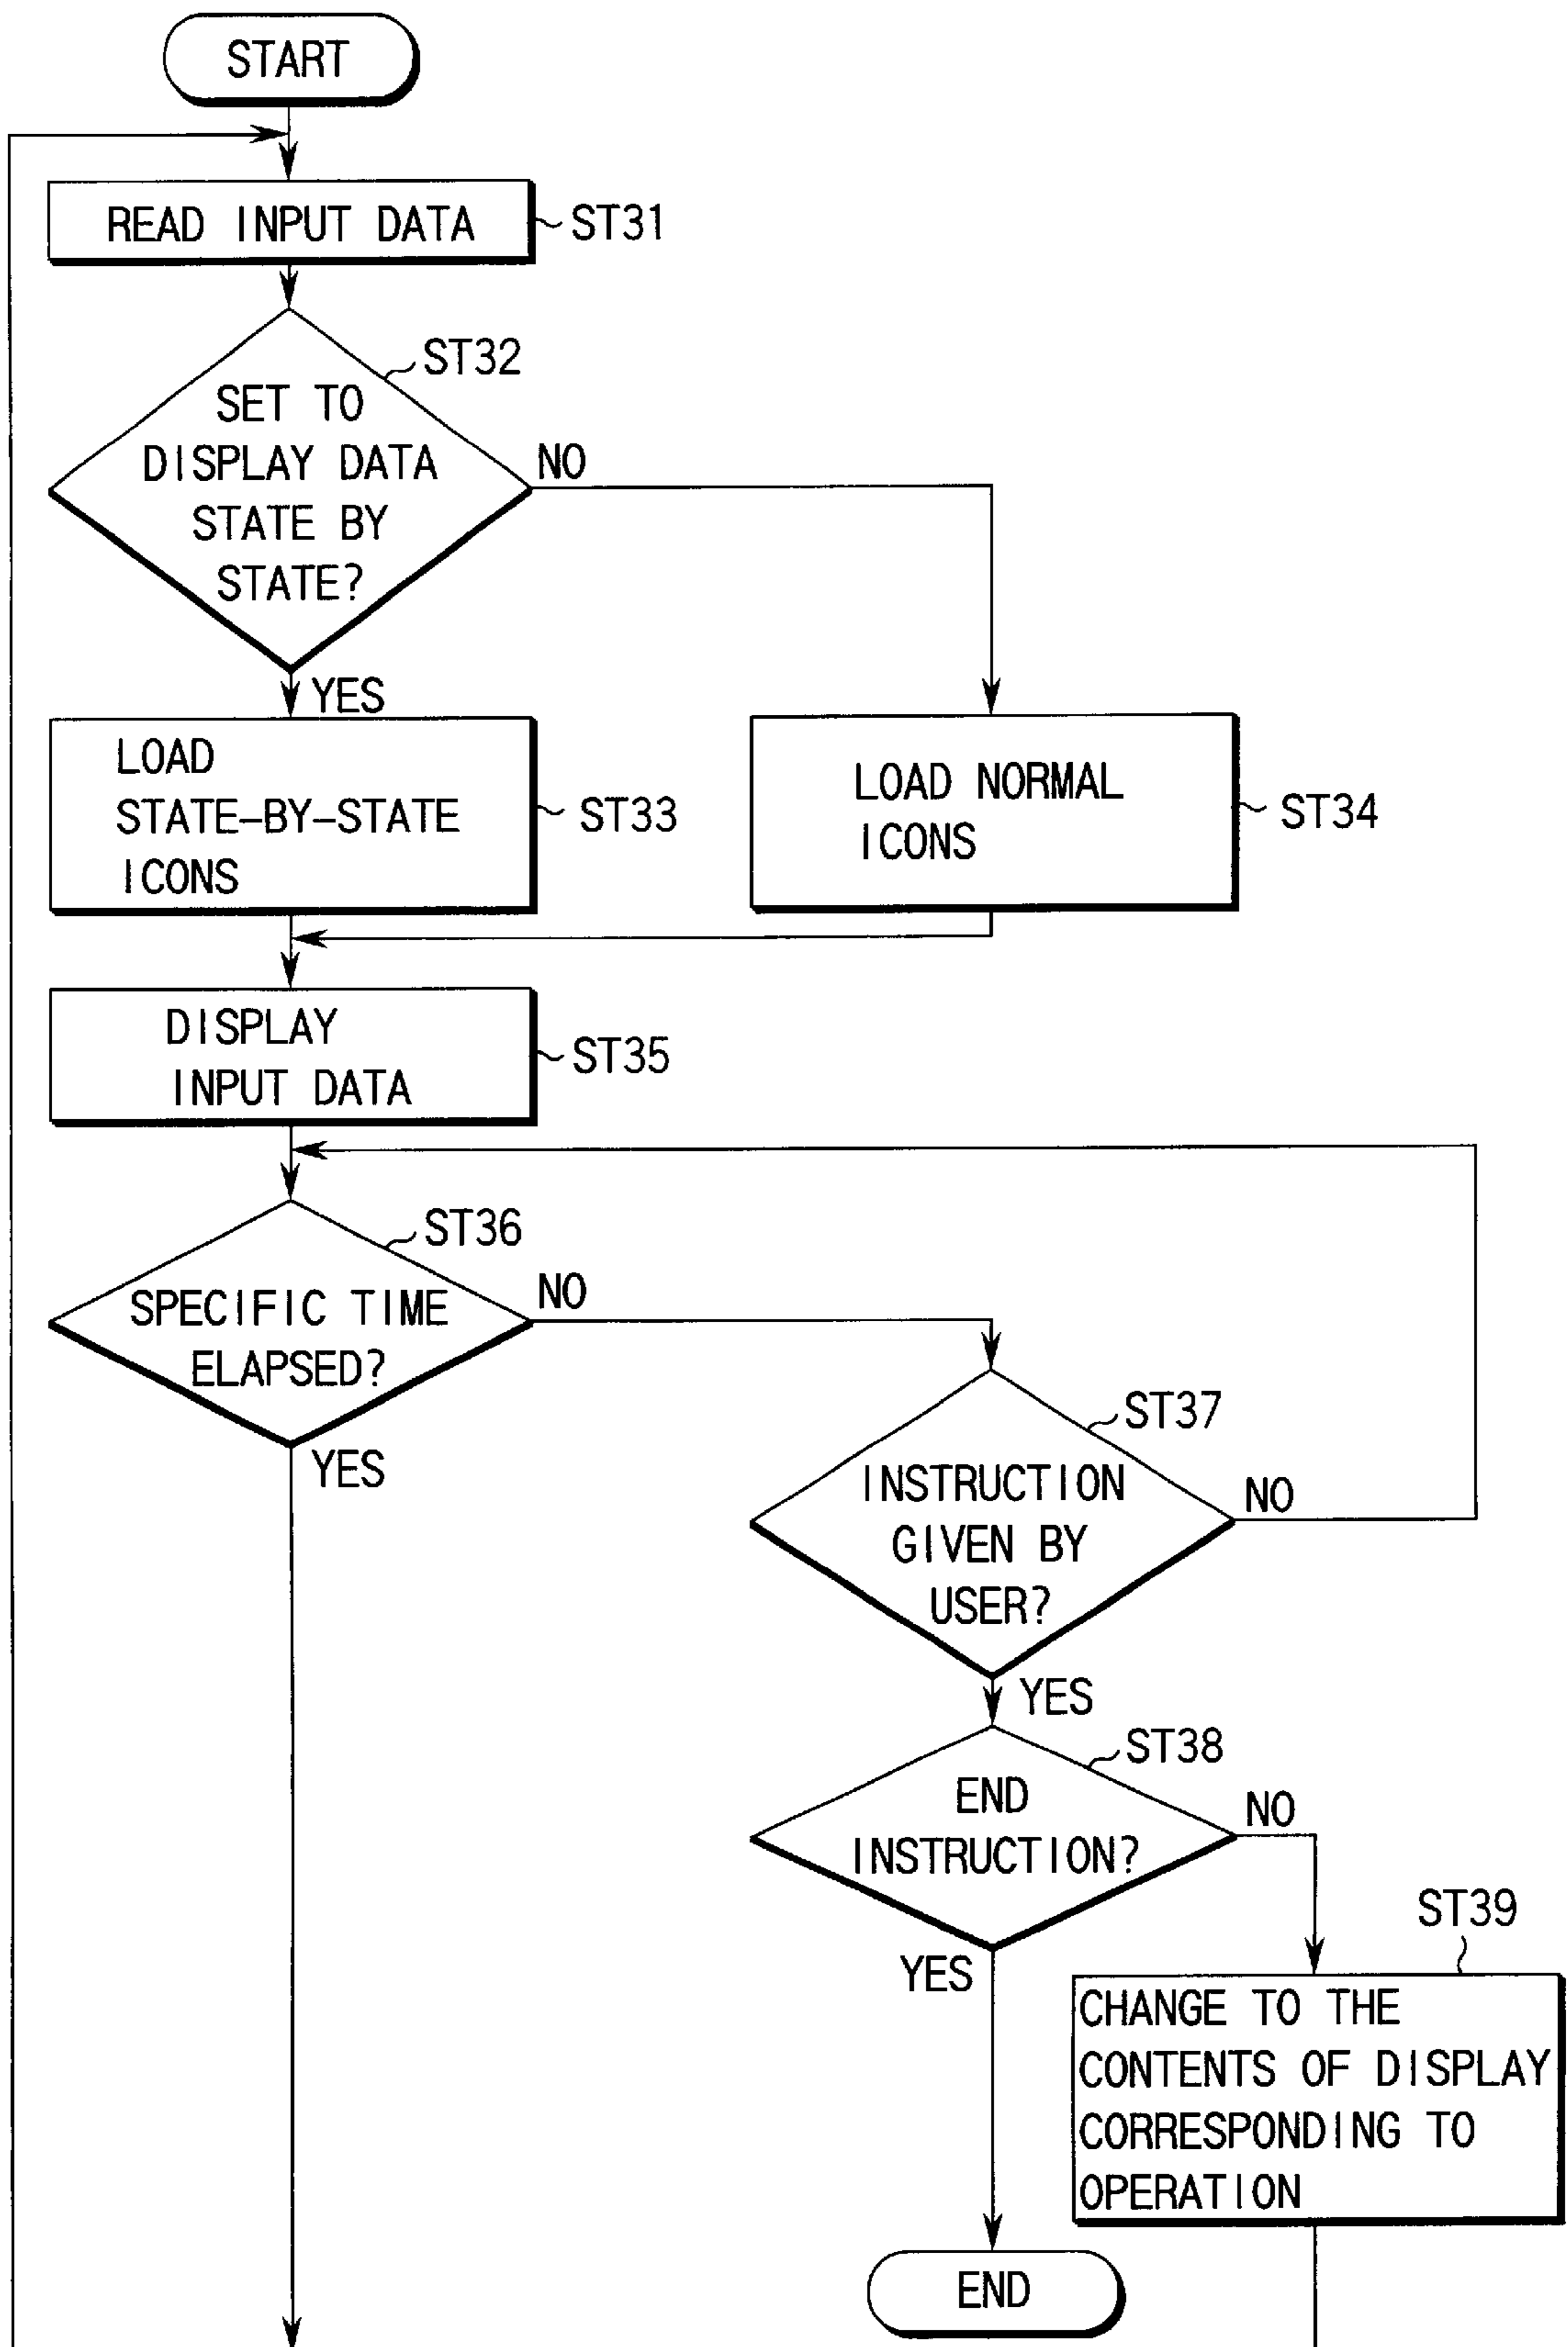 START
READ INPUT DATA
ST31
ST32
SET TO
DISPLAY DATA
STATE BY
STATE?
NO
YES
LOAD
STATE-BY-STATE
ICONS
ST33
LOAD NORMAL
ICONS
ST34
DISPLAY
INPUT DATA
ST35
ST36
SPECIFIC TIME
ELAPSED?
NO
YES
ST37
INSTRUCTION
GIVEN BY
USER?
NO
YES
ST38
END
INSTRUCTION?
NO
YES
ST39
CHANGE TO THE
CONTENTS OF DISPLAY
CORRESPONDING TO
OPERATION
END